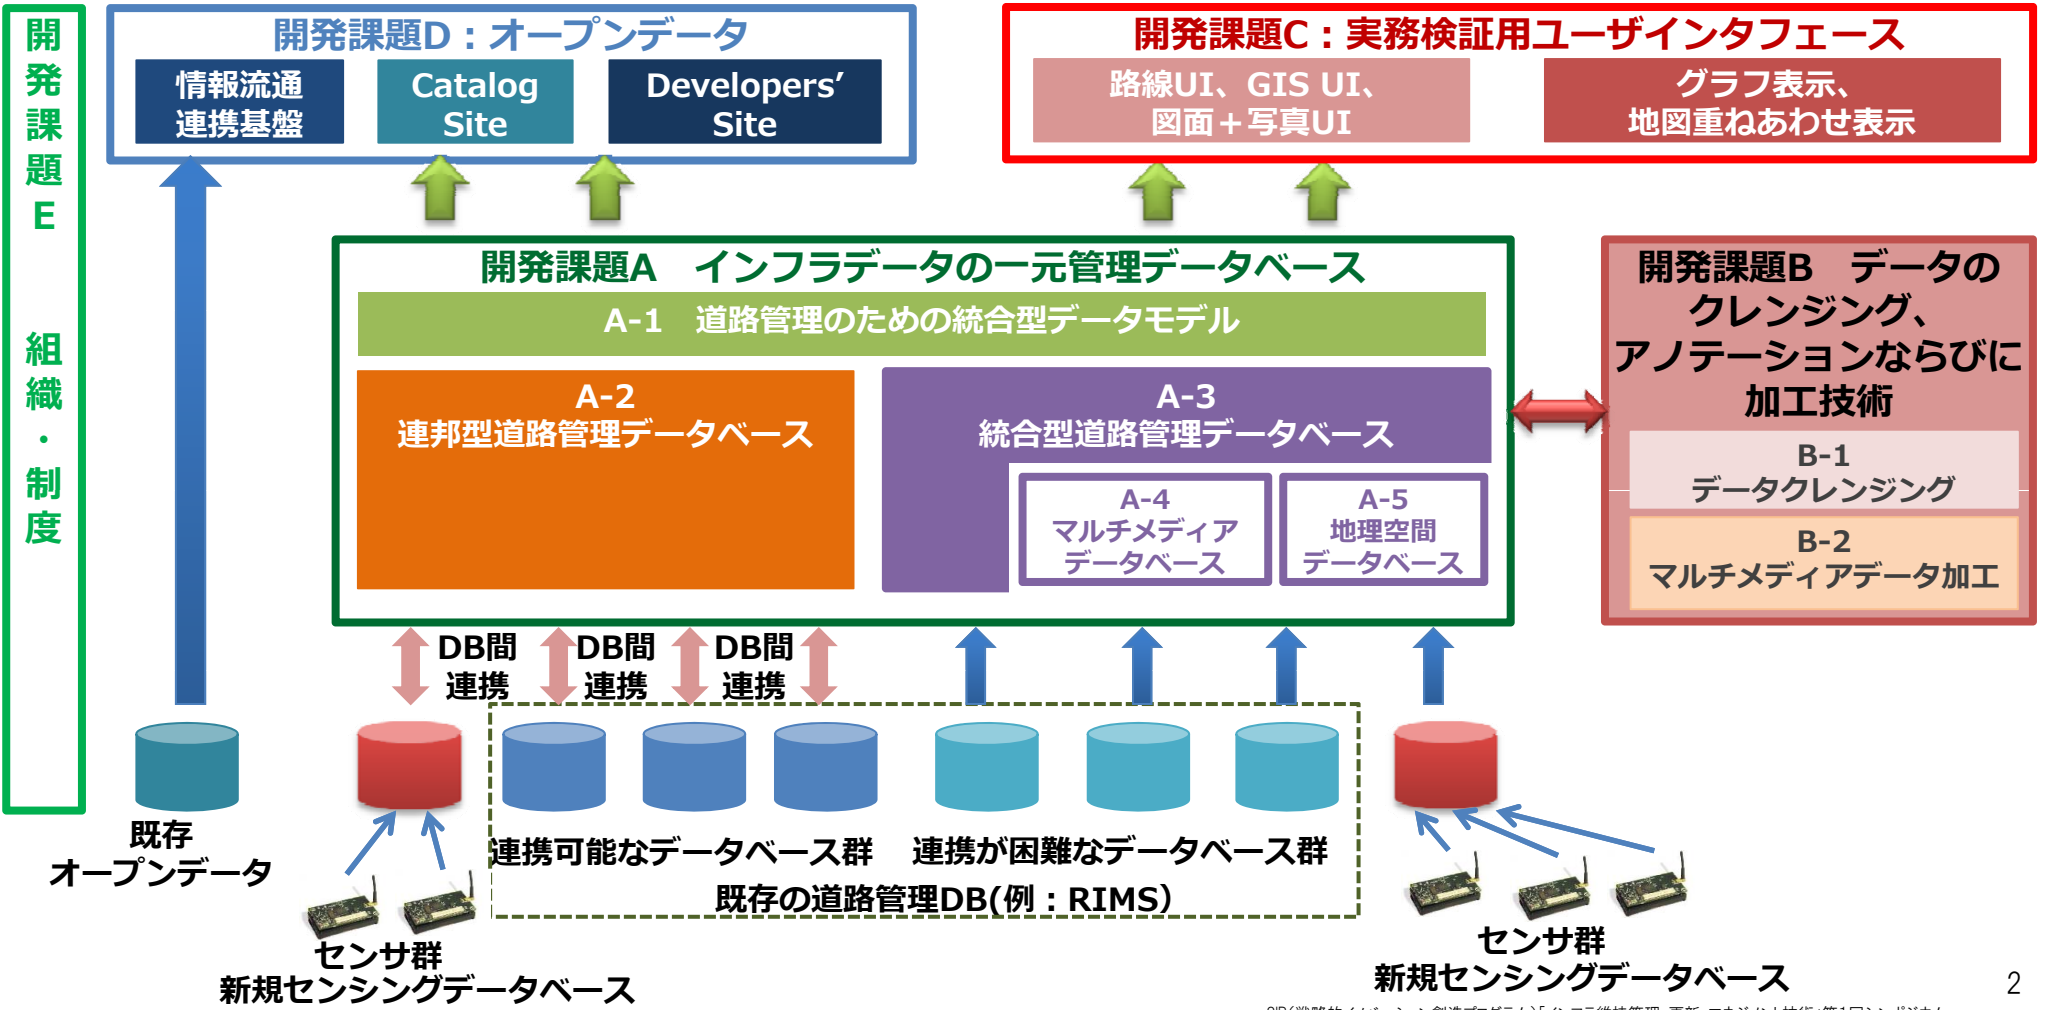 開発課題E　組織・制度
開発課題D：オープンデータ
情報流通
連携基盤
Catalog
Site
Developers’
Site
開発課題C：実務検証用ユーザインタフェース
路線UI、GIS UI、
図面＋写真UI
グラフ表示、
地図重ねあわせ表示
開発課題A　インフラデータの一元管理データベース
A-1　道路管理のための統合型データモデル
A-2
連邦型道路管理データベース
A-3
統合型道路管理データベース
A-4
マルチメディア
データベース
A-5
地理空間
データベース
開発課題B　データの
クレンジング、
アノテーションならびに
加工技術
B-1
データクレンジング
B-2
マルチメディアデータ加工
DB間
連携
DB間
連携
DB間
連携
既存
オープンデータ
連携可能なデータベース群
連携が困難なデータベース群
既存の道路管理DB(例：RIMS）
センサ群
新規センシングデータベース
センサ群
新規センシングデータベース
2